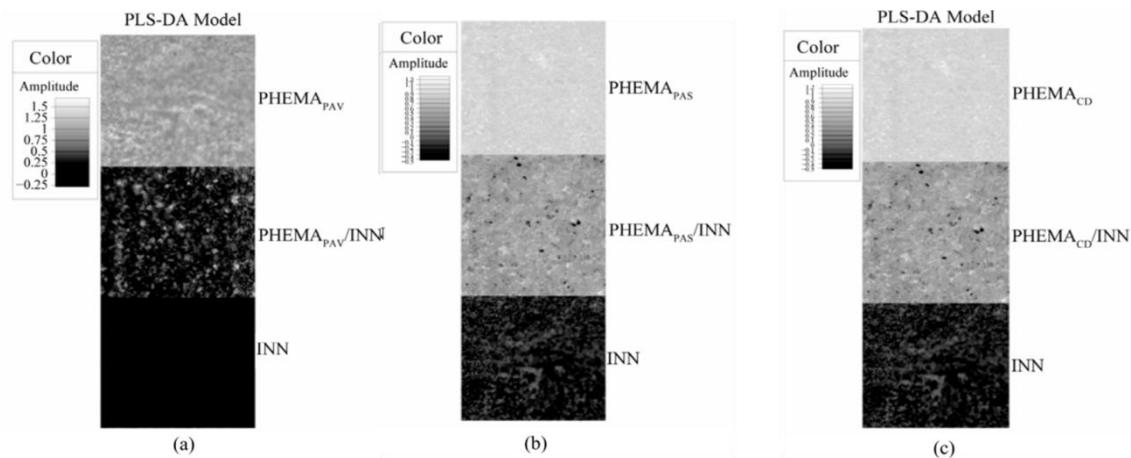 PLS-DA Model
Color
Amplitude
1.5
1.25
1
0.75
0.5
0.25
0
−0.25
PHEMA_PAV
PHEMA_PAV/INN
INN
(a)
Color
Amplitude
PHEMA_PAS
PHEMA_PAS/INN
INN
(b)
PLS-DA Model
Color
Amplitude
PHEMA_CD
PHEMA_CD/INN
INN
(c)